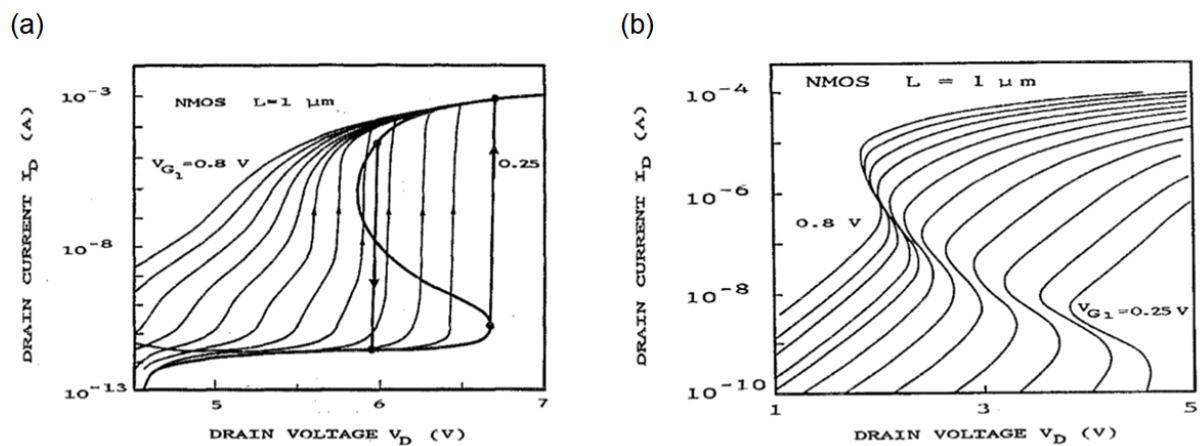 (a)
10⁻³
NMOS L=1 μm
V_G₁=0.8 V
0.25
10⁻⁸
10⁻¹³
5 6 7
DRAIN CURRENT I_D (A)
DRAIN VOLTAGE V_D (V)
(b)
NMOS L = 1 μm
10⁻⁴
10⁻⁶
0.8 V
10⁻⁸
V_G₁=0.25 V
10⁻¹⁰
1 3 5
DRAIN CURRENT I_D (A)
DRAIN VOLTAGE V_D (V)